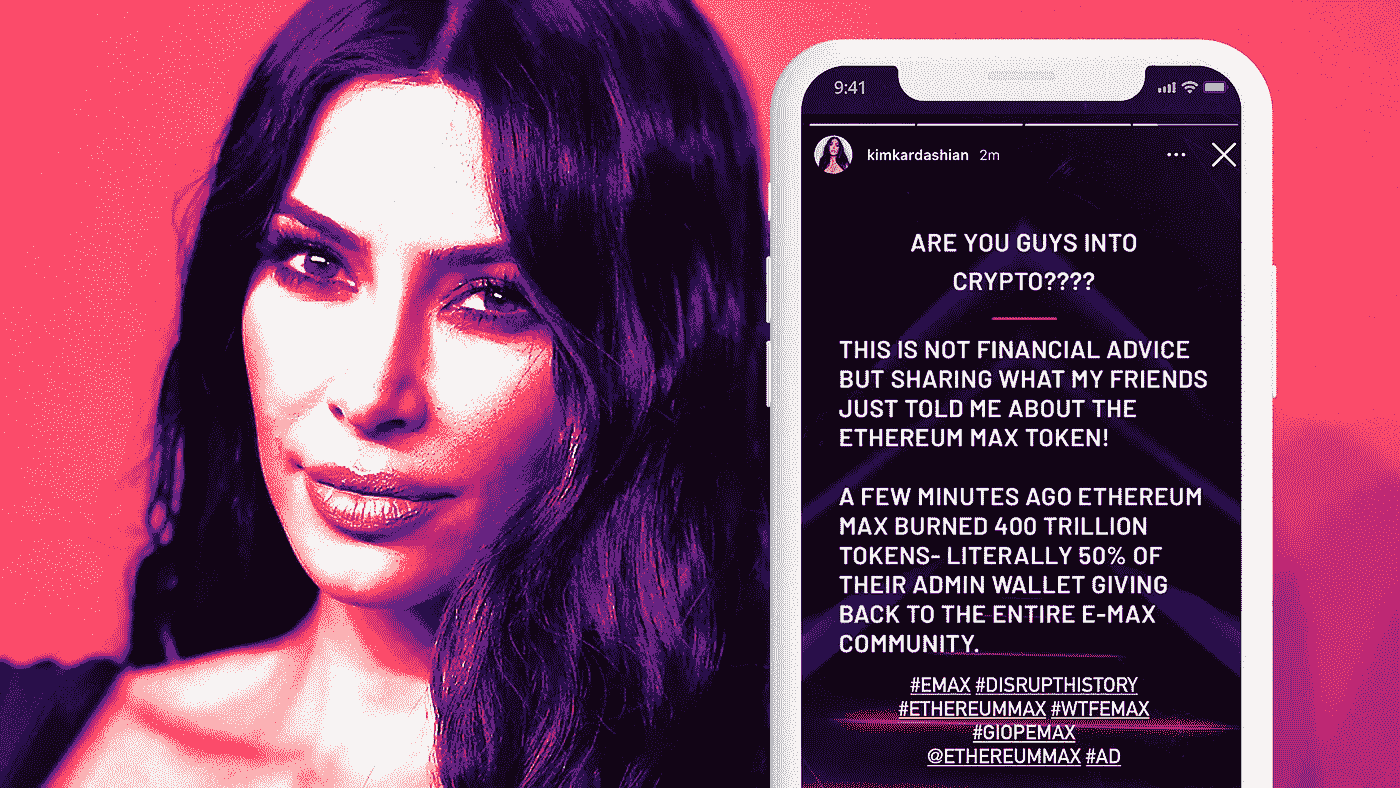 9:41
kimkardashian 2m
ARE YOU GUYS INTO
CRYPTO????
THIS IS NOT FINANCIAL ADVICE
BUT SHARING WHAT MY FRIENDS
JUST TOLD ME ABOUT THE
ETHEREUM MAX TOKEN!
A FEW MINUTES AGO ETHEREUM
MAX BURNED 400 TRILLION
TOKENS- LITERALLY 50% OF
THEIR ADMIN WALLET GIVING
BACK TO THE ENTIRE E-MAX
COMMUNITY.
#EMAX #DISRUPTHISTORY
#ETHEREUMMAX #WTFEMAX
#GIOPEMAX
@ETHEREUMMAX #AD